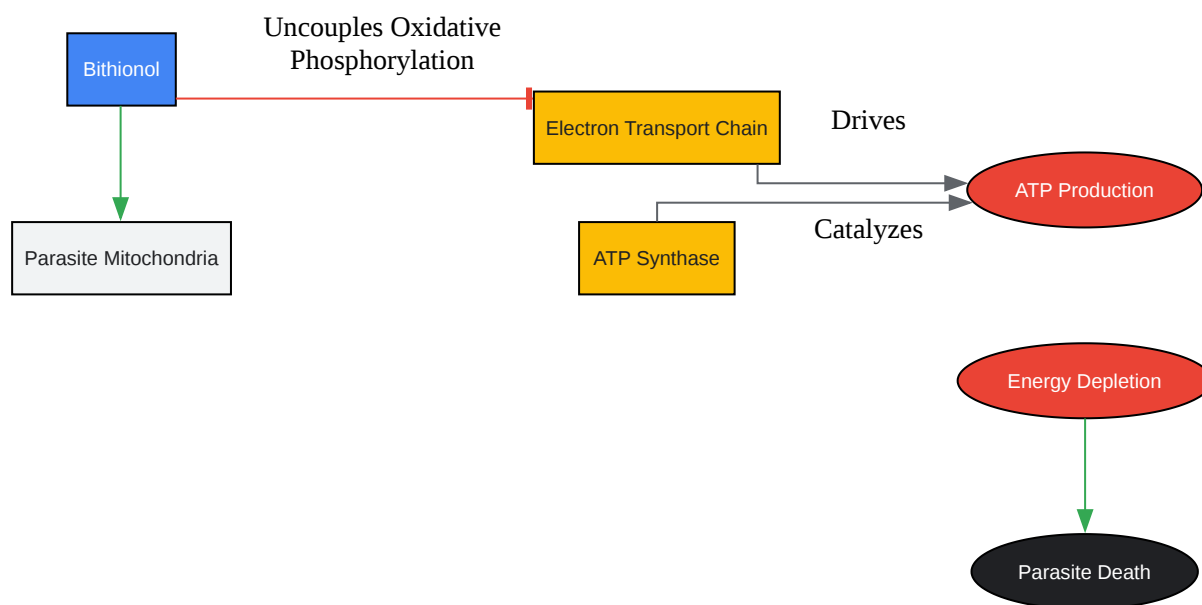 Uncouples Oxidative
Phosphorylation
Bithionol
Electron Transport Chain
Drives
ATP Production
Catalyzes
Parasite Mitochondria
ATP Synthase
Energy Depletion
Parasite Death